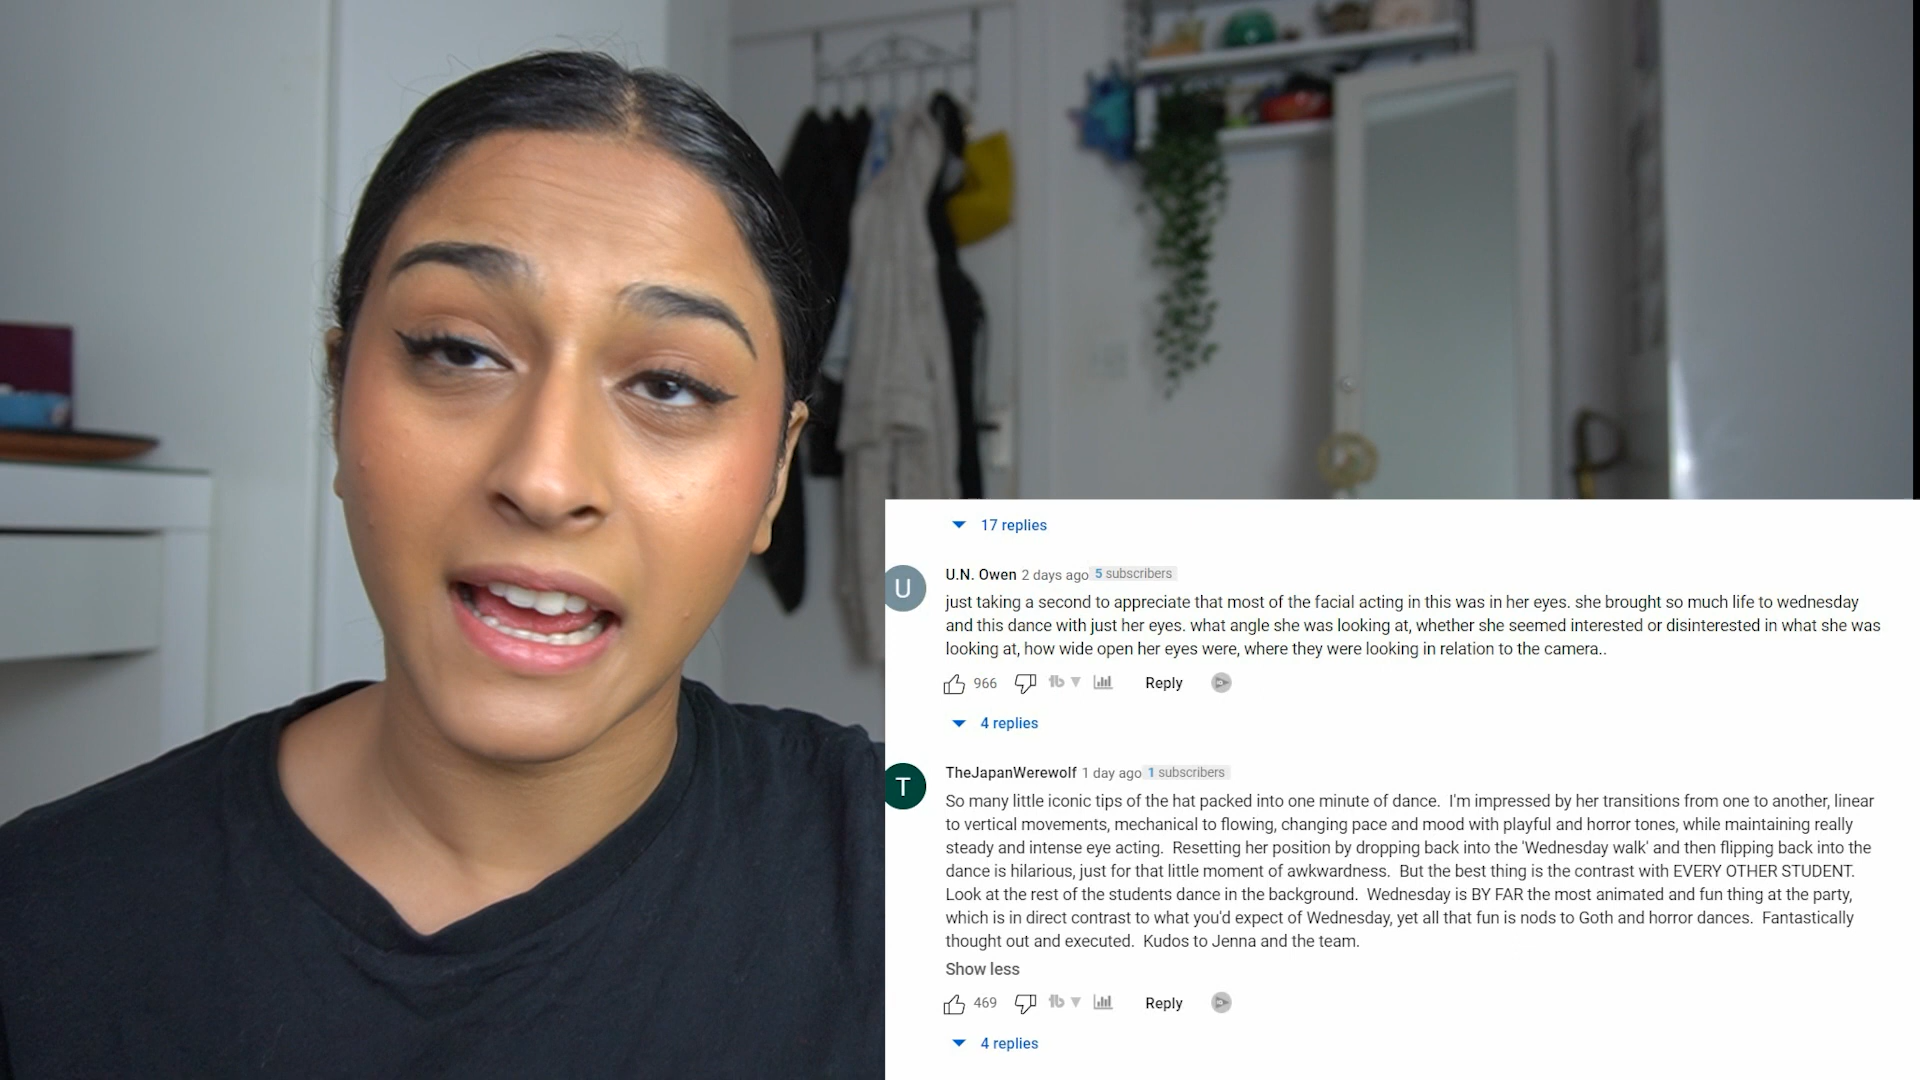 17 replies
U
U.N. Owen 2 days ago 5 subscribers
just taking a second to appreciate that most of the facial acting in this was in her eyes. she brought so much life to wednesday
and this dance with just her eyes. what angle she was looking at, whether she seemed interested or disinterested in what she was
looking at, how wide open her eyes were, where they were looking in relation to the camera..
966 tb Reply
4 replies
T
TheJapanWerewolf 1 day ago 1 subscribers
So many little iconic tips of the hat packed into one minute of dance.  I'm impressed by her transitions from one to another, linear
to vertical movements, mechanical to flowing, changing pace and mood with playful and horror tones, while maintaining really
steady and intense eye acting.  Resetting her position by dropping back into the 'Wednesday walk' and then flipping back into the
dance is hilarious, just for that little moment of awkwardness.  But the best thing is the contrast with EVERY OTHER STUDENT.
Look at the rest of the students dance in the background.  Wednesday is BY FAR the most animated and fun thing at the party,
which is in direct contrast to what you'd expect of Wednesday, yet all that fun is nods to Goth and horror dances.  Fantastically
thought out and executed.  Kudos to Jenna and the team.
Show less
469 tb Reply
4 replies